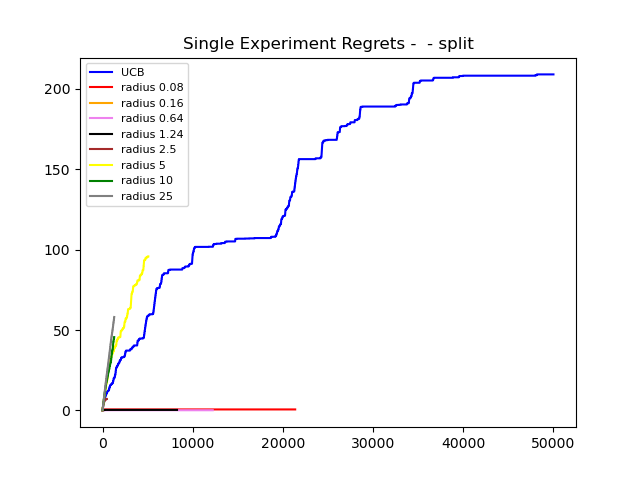 Single Experiment Regrets -  - split
UCB
radius 0.08
radius 0.16
radius 0.64
radius 1.24
radius 2.5
radius 5
radius 10
radius 25
200
150
100
50
0
0 10000 20000 30000 40000 50000